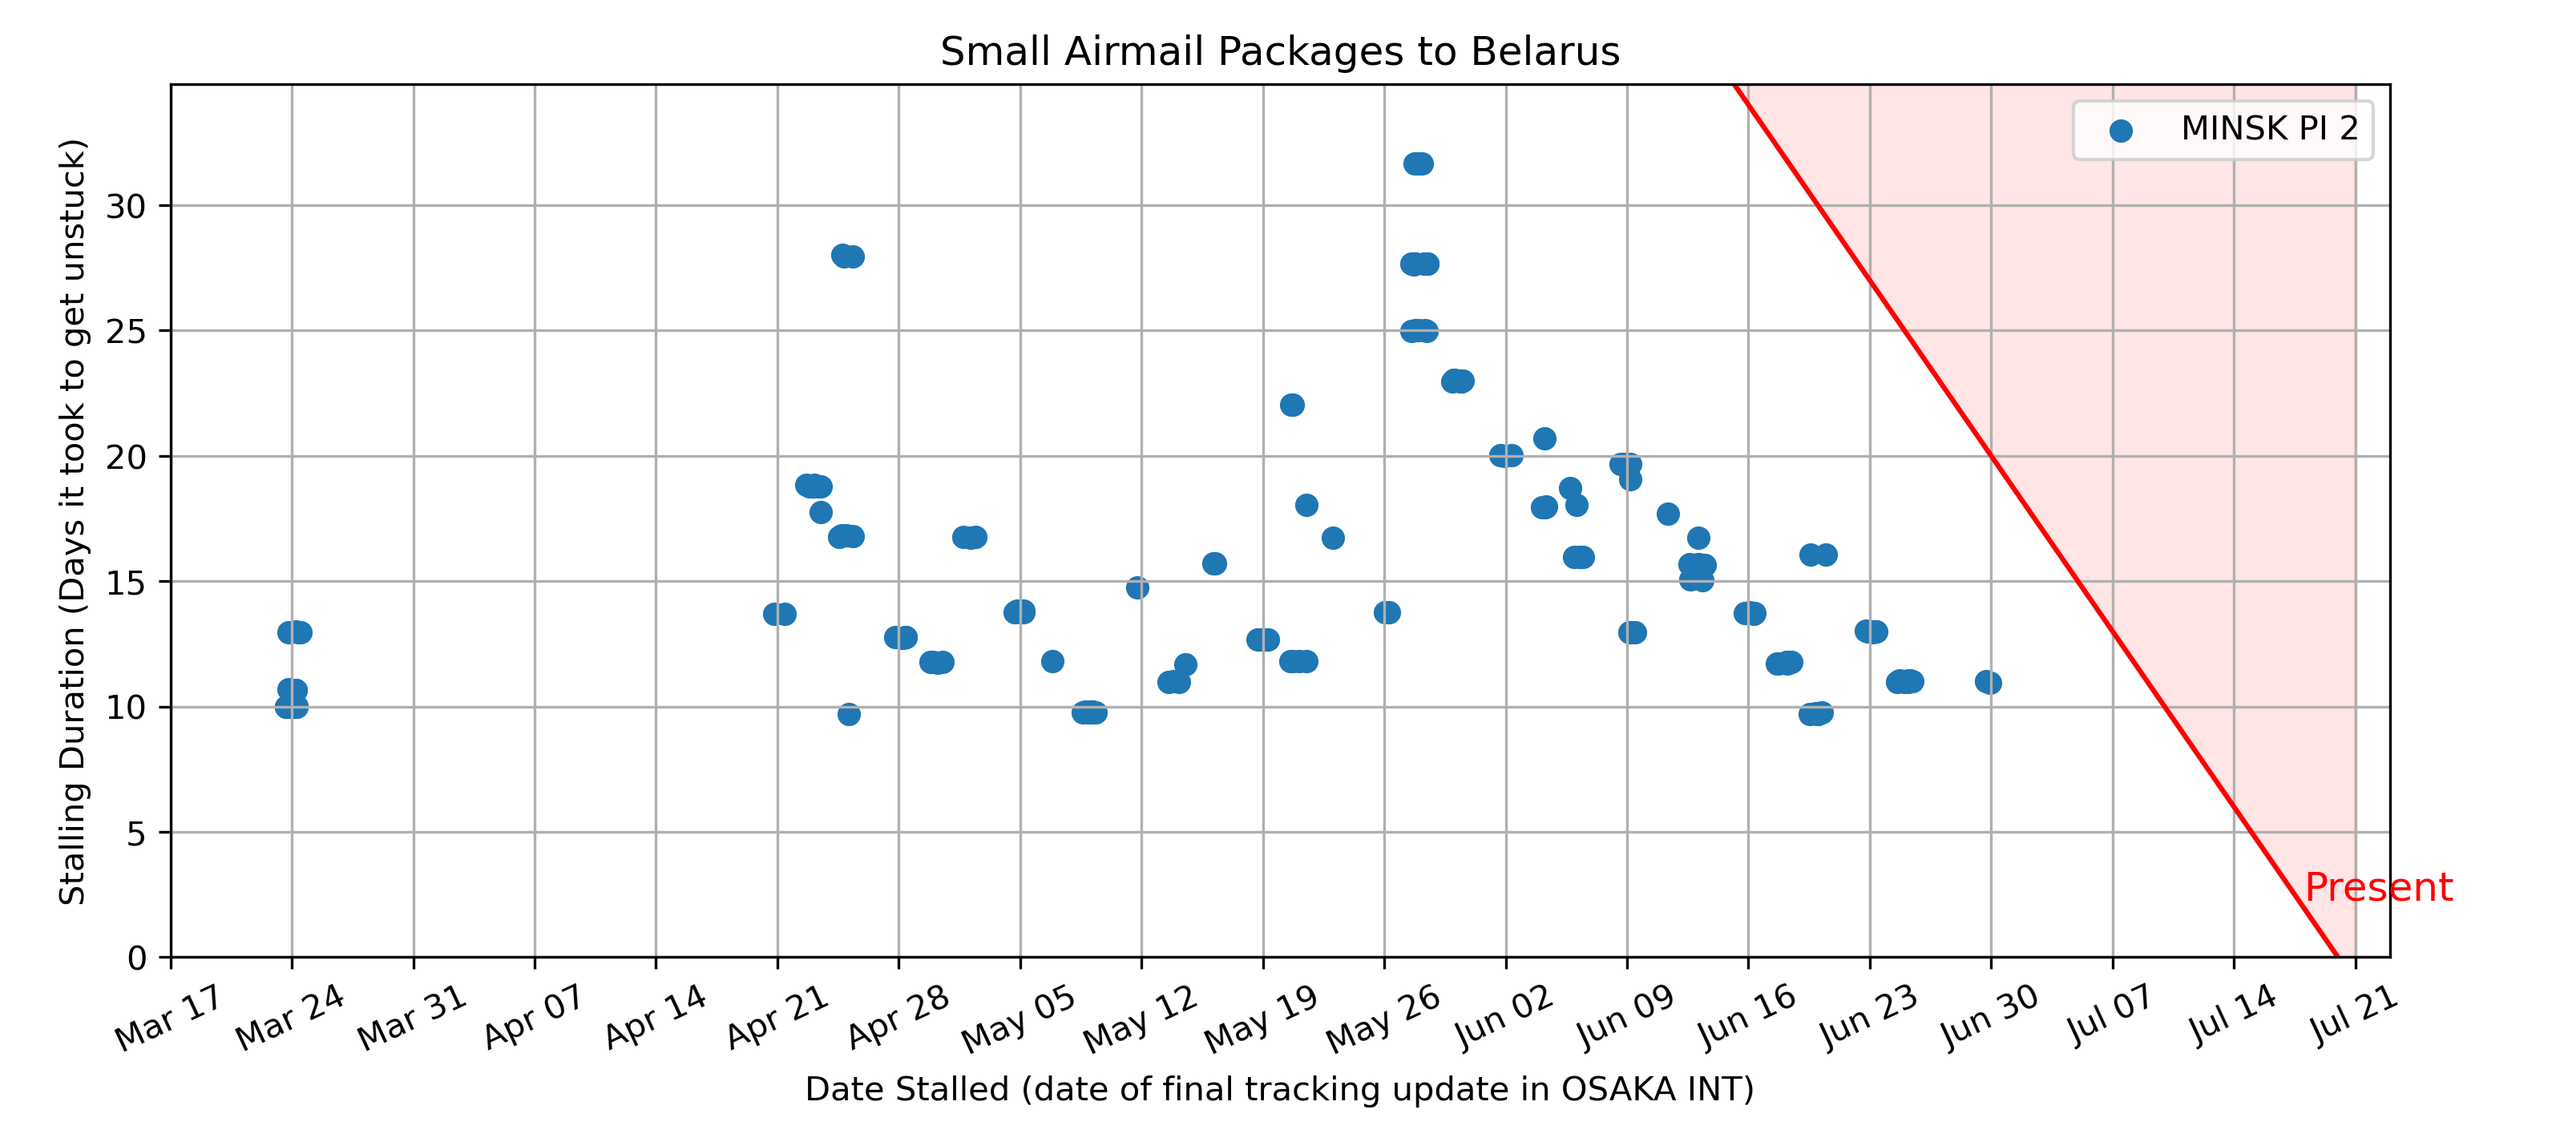 Small Airmail Packages to Belarus
MINSK PI 2
Stalling Duration (Days it took to get unstuck)
30
25
20
15
10
5
0
Present
Mar 17
Mar 24
Mar 31
Apr 07
Apr 14
Apr 21
Apr 28
May 05
May 12
May 19
May 26
Jun 02
Jun 09
Jun 16
Jun 23
Jun 30
Jul 07
Jul 14
Jul 21
Date Stalled (date of final tracking update in OSAKA INT)